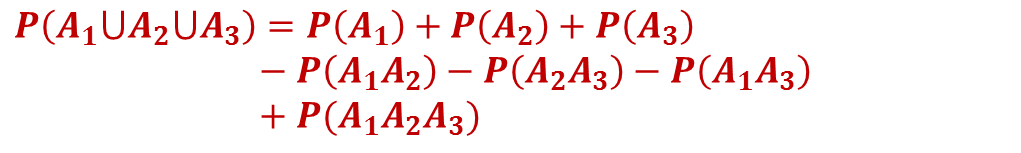 P(A₁⋃A₂⋃A₃) = P(A₁) + P(A₂) + P(A₃)
− P(A₁A₂) − P(A₂A₃) − P(A₁A₃)
+ P(A₁A₂A₃)